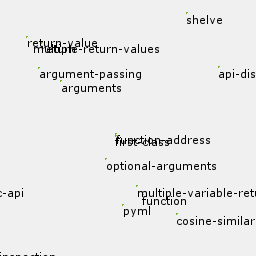 shelve
return-value
multiple-return-values
argument-passing
api-dis
arguments
function-address
first-class
optional-arguments
c-api
multiple-variable-retu
function
pyml
cosine-similar